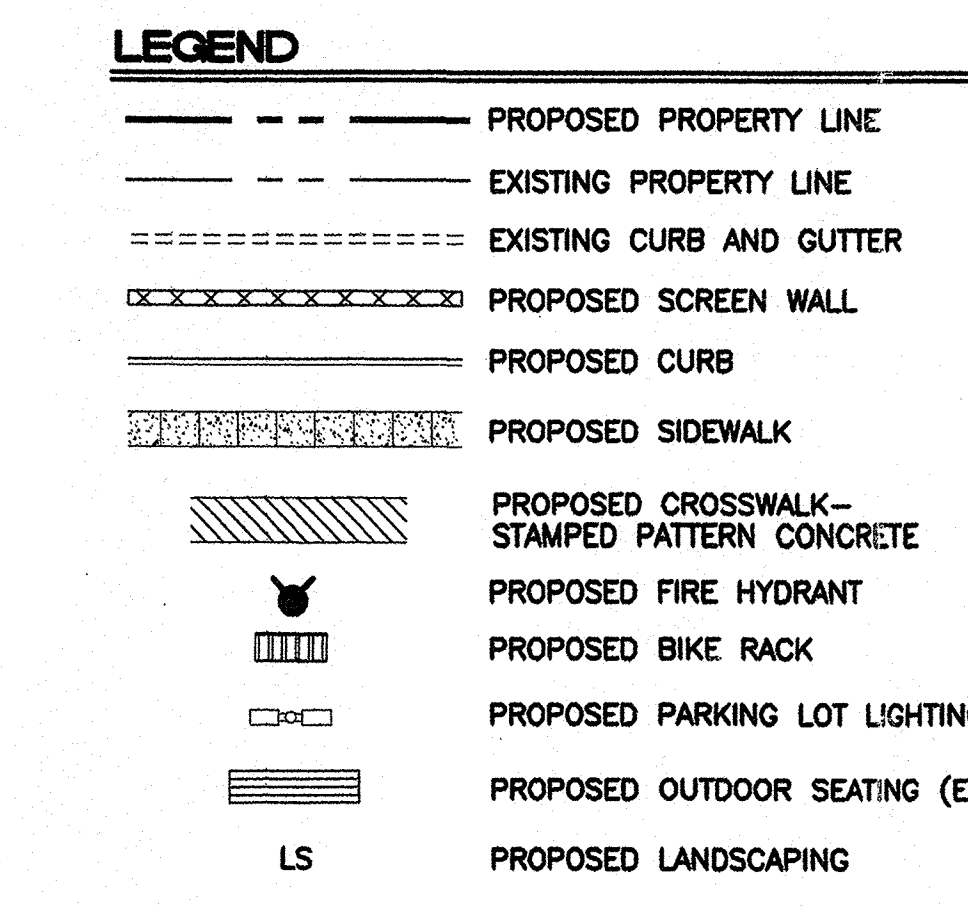 LEGEND
PROPOSED PROPERTY LINE
EXISTING PROPERTY LINE
EXISTING CURB AND GUTTER
PROPOSED SCREEN WALL
PROPOSED CURB
PROPOSED SIDEWALK
PROPOSED CROSSWALK–
STAMPED PATTERN CONCRETE
PROPOSED FIRE HYDRANT
PROPOSED BIKE RACK
PROPOSED PARKING LOT
PROPOSED OUTDOOR SEATING
LS PROPOSED LANDSCAPING